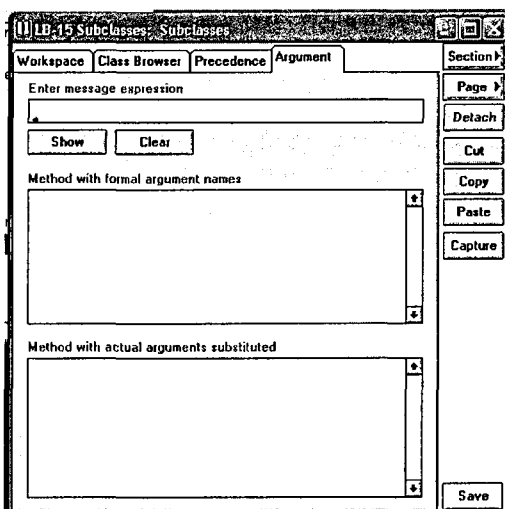 LB-15 Subclasses: Subclasses
Workspace Class Browser Precedence Argument
Section
Page
Detach
Cut
Copy
Paste
Capture
Save
Enter message expression
Show Clear
Method with formal argument names
Method with actual arguments substituted